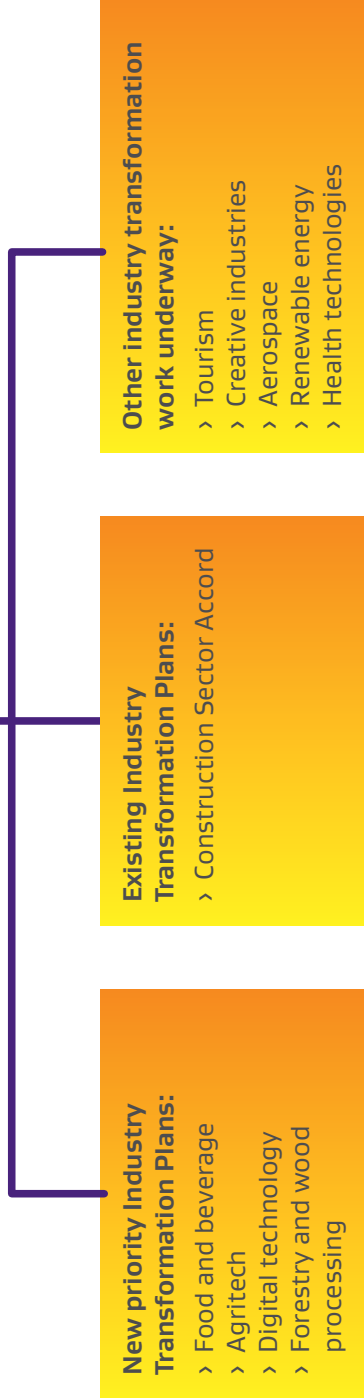 New priority Industry
Transformation Plans:
› Food and beverage
› Agritech
› Digital technology
› Forestry and wood
processing
Existing Industry
Transformation Plans:
› Construction Sector Accord
Other industry transformation
work underway:
› Tourism
› Creative industries
› Aerospace
› Renewable energy
› Health technologies